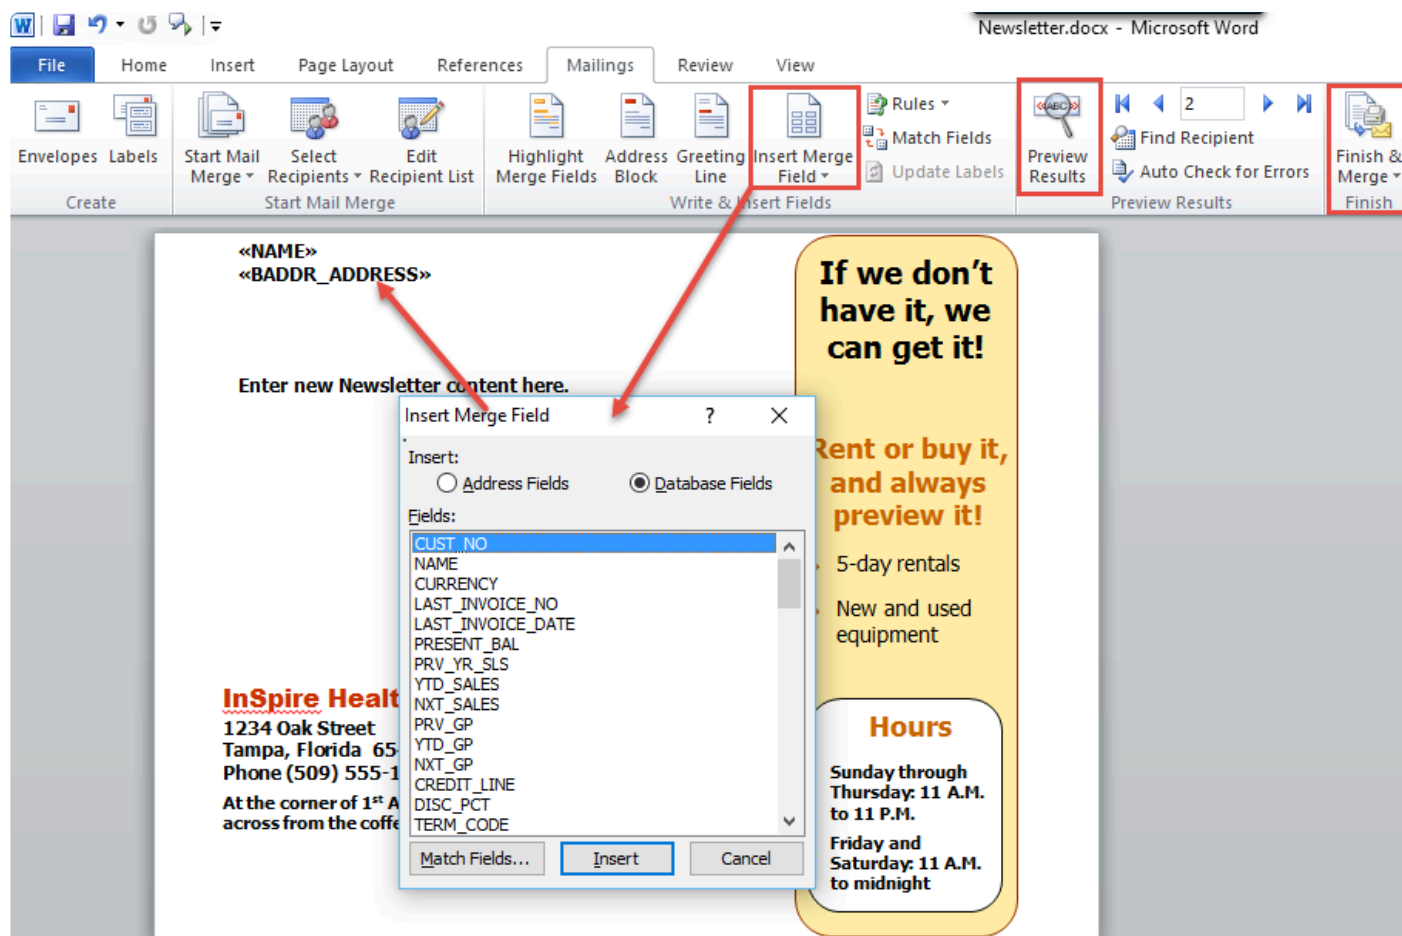 Newsletter.docx - Microsoft Word
File Home Insert Page Layout References Mailings Review View
Envelopes Labels
Create
Start Mail Merge
Select Recipients
Edit Recipient List
Start Mail Merge
Highlight Merge Fields
Address Block
Greeting Line
Insert Merge Field
Rules
Match Fields
Update Labels
Write & Insert Fields
«ABC»
Preview Results
2
Find Recipient
Auto Check for Errors
Preview Results
Finish & Merge
Finish
«NAME»
«BADDR_ADDRESS»
Enter new Newsletter content here.
Insert Merge Field ?
Insert:
Address Fields Database Fields
Fields:
CUST_NO
NAME
CURRENCY
LAST_INVOICE_NO
LAST_INVOICE_DATE
PRESENT_BAL
PRV_YR_SLS
YTD_SALES
NXT_SALES
PRV_GP
YTD_GP
NXT_GP
CREDIT_LINE
DISC_PCT
TERM_CODE
Match Fields... Insert Cancel
InSpire Healt
1234 Oak Street
Tampa, Florida 65
Phone (509) 555-1
At the corner of 1st A
across from the coffe
If we don’t
have it, we
can get it!
Rent or buy it,
and always
preview it!
5-day rentals
New and used
equipment
Hours
Sunday through
Thursday: 11 A.M.
to 11 P.M.
Friday and
Saturday: 11 A.M.
to midnight